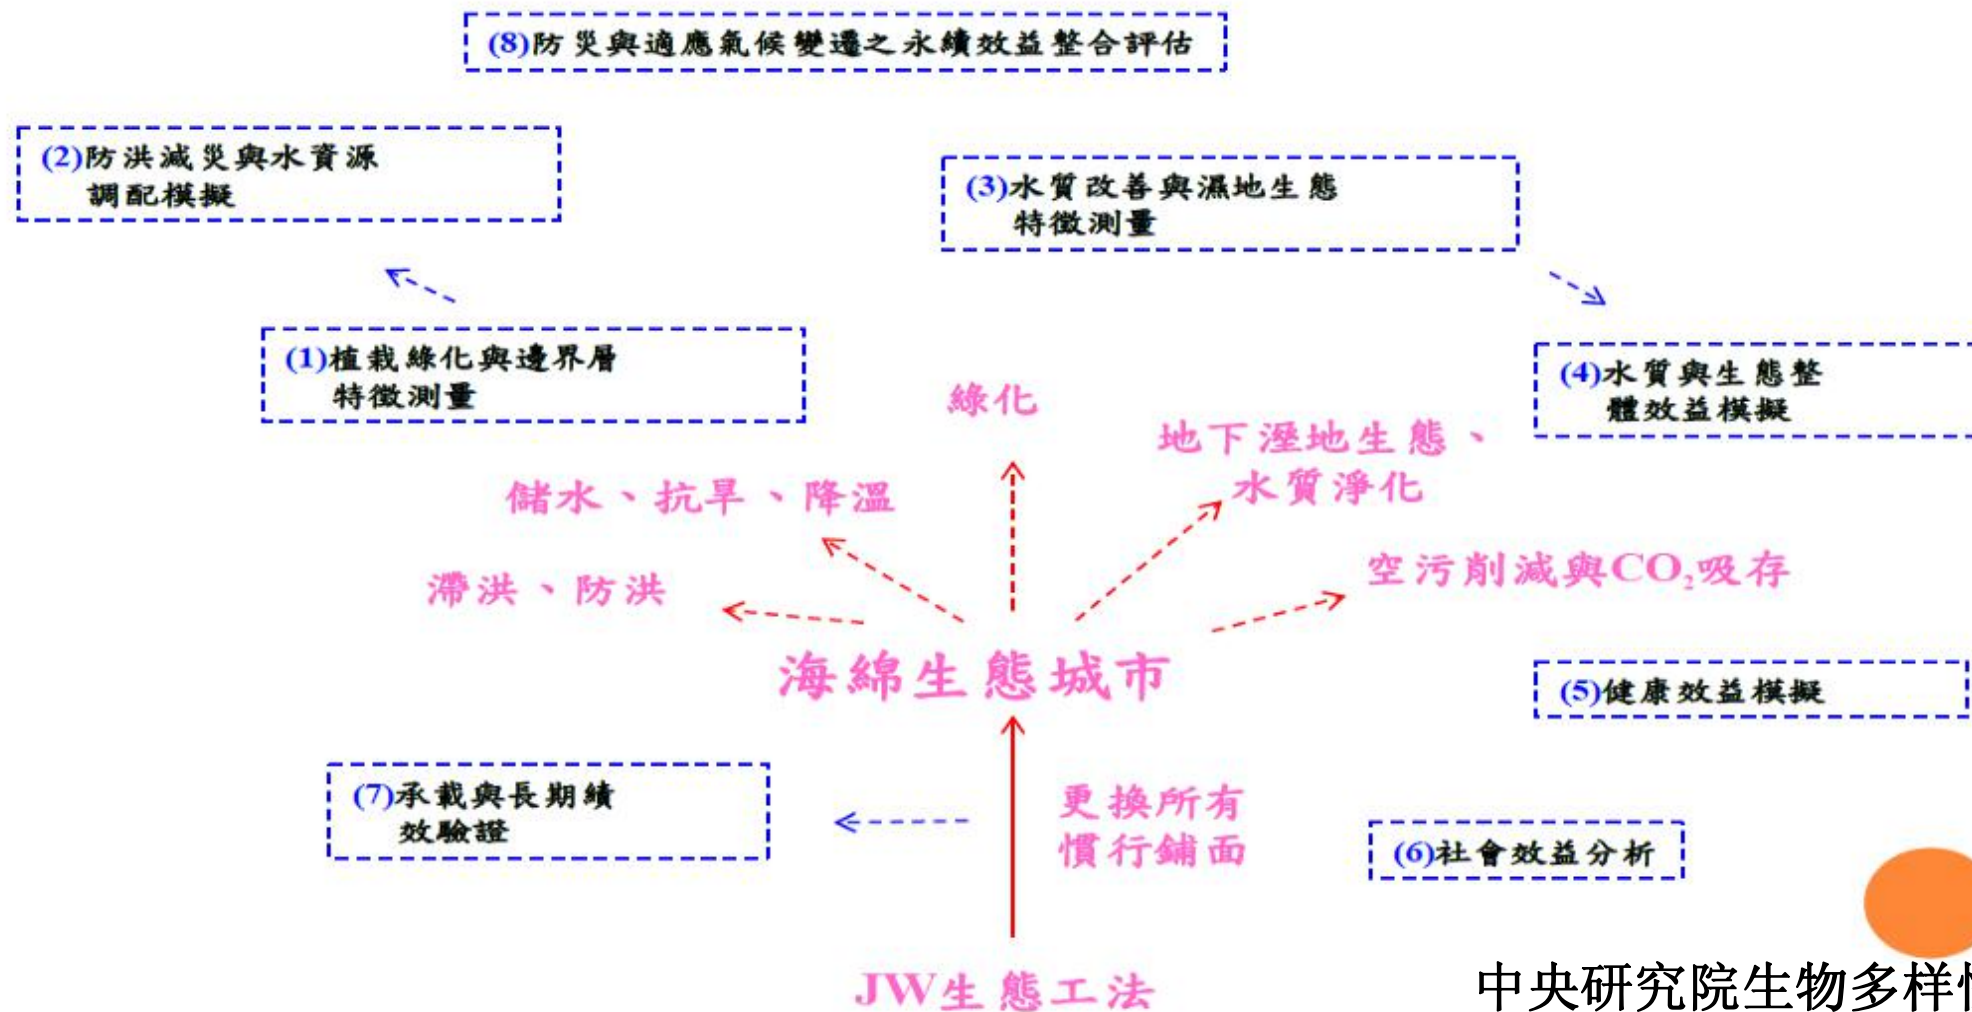 (8)防災與適應氣候變遷之永續效益整合評估
(2)防洪減災與水資源
調配模擬
(3)水質改善與濕地生態
特徵測量
(1)植栽綠化與邊界層
特徵測量
(4)水質與生態整
體效益模擬
綠化
地下溼地生態、
水質淨化
儲水、抗旱、降溫
空污削減與CO₂吸存
滯洪、防洪
海綿生態城市
(5)健康效益模擬
(7)承載與長期績
效驗證
更換所有
慣行鋪面
(6)社會效益分析
JW生態工法
中央研究院生物多样